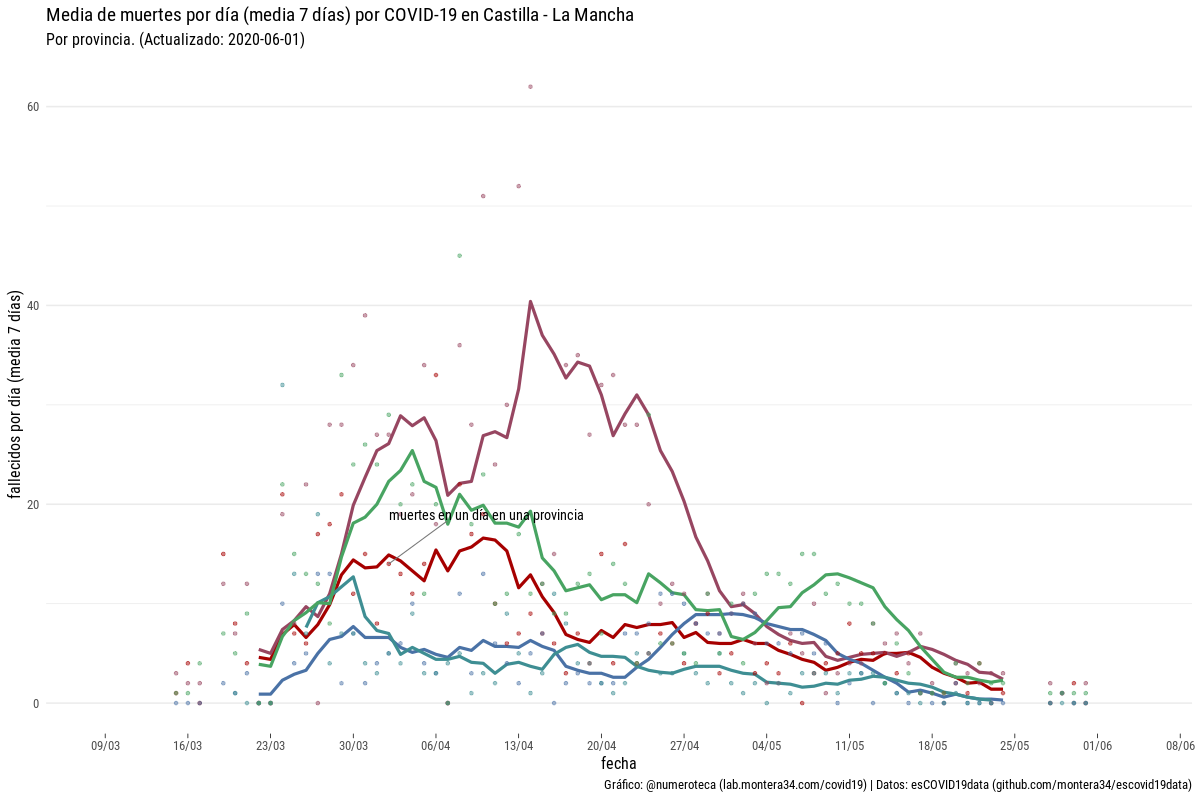 Media de muertes por día (media 7 días) por COVID-19 en Castilla - La Mancha
Por provincia. (Actualizado: 2020-06-01)
fallecidos por día (media 7 días)
60
40
20
0
muertes en un día en una provincia
09/03 16/03 23/03 30/03 06/04 13/04 20/04 27/04 04/05 11/05 18/05 25/05 01/06 08/06
fecha
Gráfico: @numeroteca (lab.montera34.com/covid19) | Datos: esCOVID19data (github.com/montera34/escovid19data)